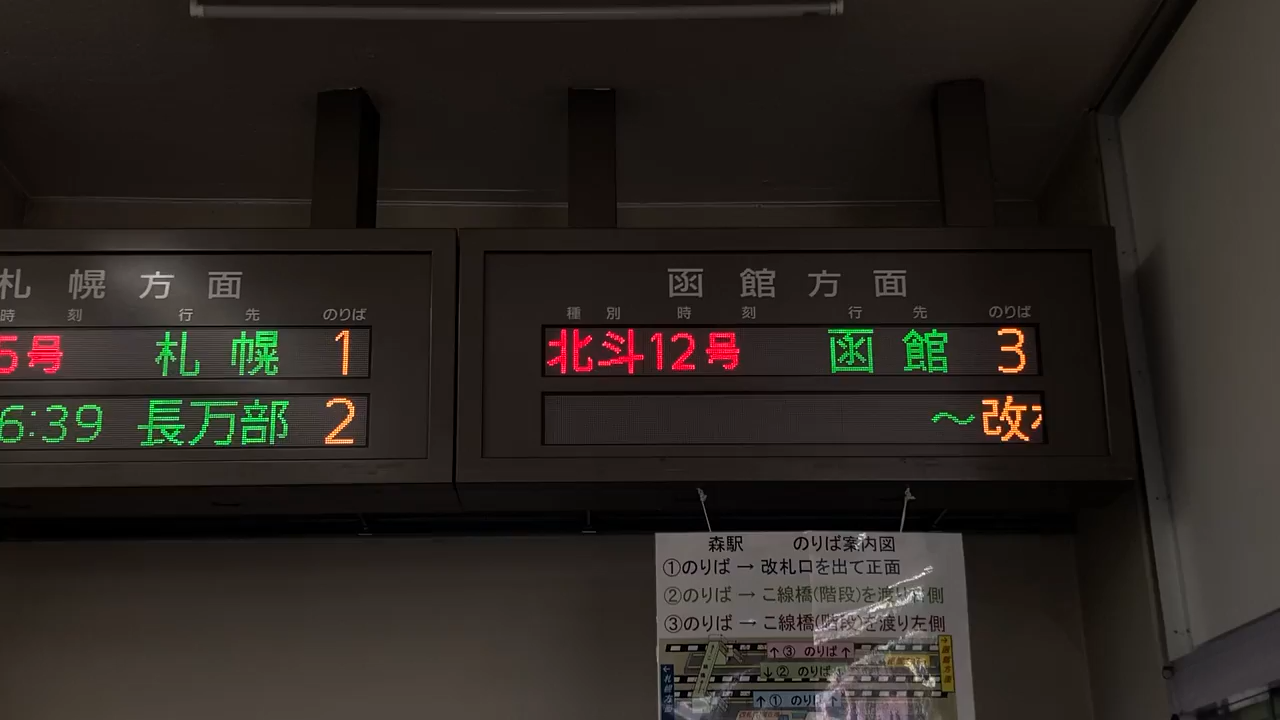 札幌方面
時刻 行先 のりば
5号 札幌 1
6:39 長万部 2
函館方面
種別 時刻 行先 のりば
北斗12号 函館 3
～改
森駅 のりば案内図
①のりば → 改札口を出て正面
②のりば → こ線橋(階段)を渡り 側
③のりば → こ線橋(階段)を渡り左側
↑③ のりば↑
↓② のりば
↑① のりば
←札幌方面